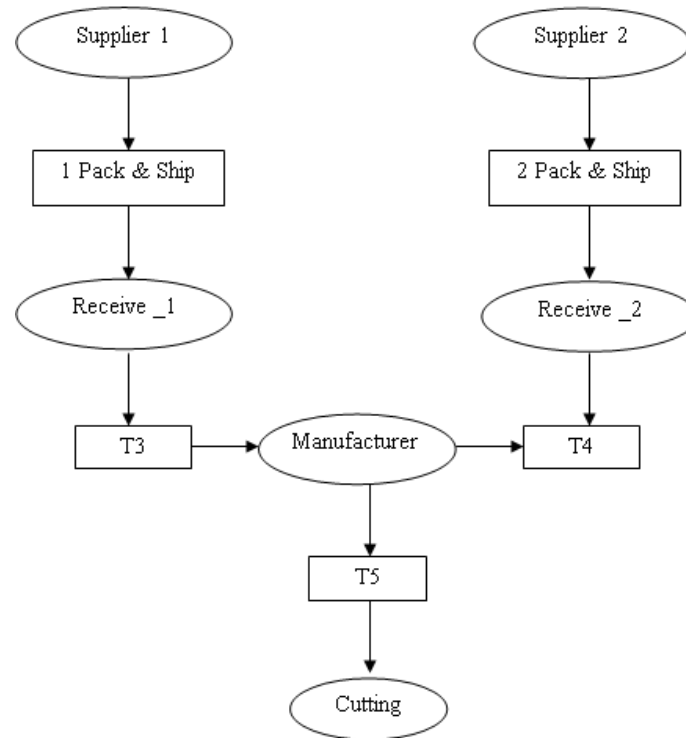 Supplier 1
Supplier 2
1 Pack & Ship
2 Pack & Ship
Receive _1
Receive _2
T3
Manufacturer
T4
T5
Cutting